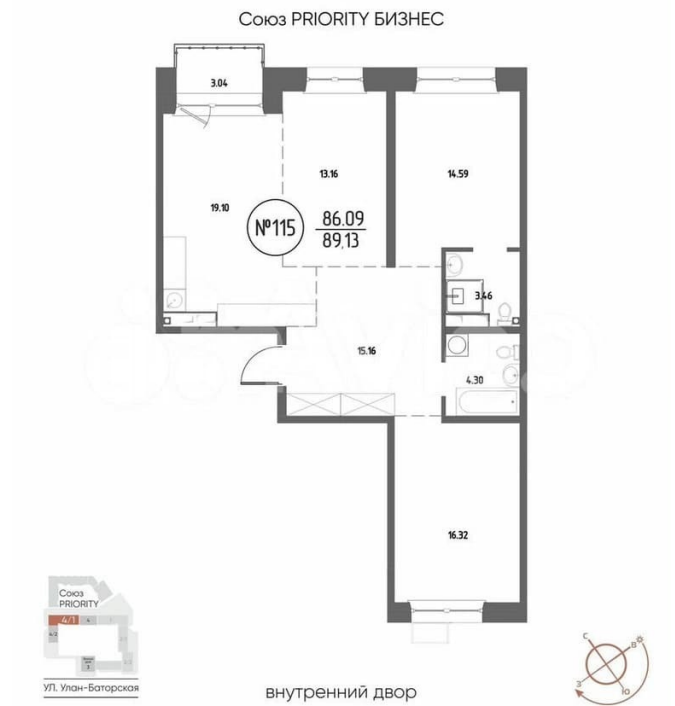 Союз PRIORITY БИЗНЕС
3.04
13.16
14.59
19.10
№115
86.09
89.13
3.46
15.16
4.30
16.32
Союз
PRIORITY
4/1
4
УЛ. Улан-Баторская
внутренний двор
С
В
З
Ю
Avito